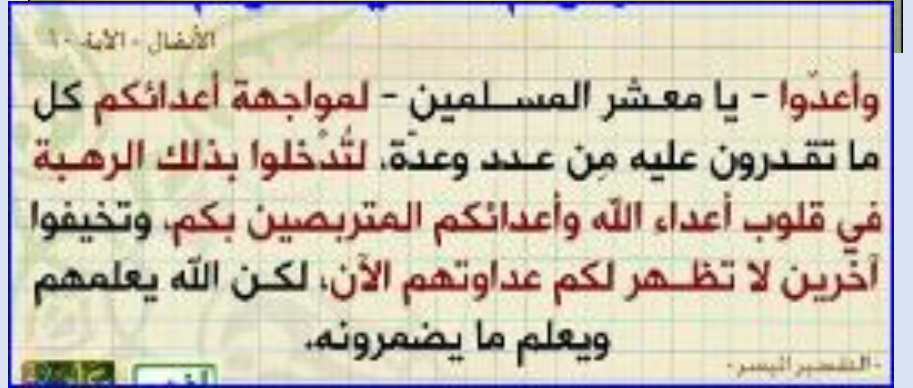 الأنفال - الآية ٦٠
وأعدّوا - يا معشر المسلمين - لمواجهة أعدائكم كل
ما تقدرون عليه مِن عدد وعدّة، لتُدْخلوا بذلك الرهبة
في قلوب أعداء الله وأعدائكم المتربصين بكم، وتخيفوا
آخرين لا تظهر لكم عداوتهم الآن، لكن الله يعلمهم
ويعلم ما يضمرونه.
-التفسير الميسر-